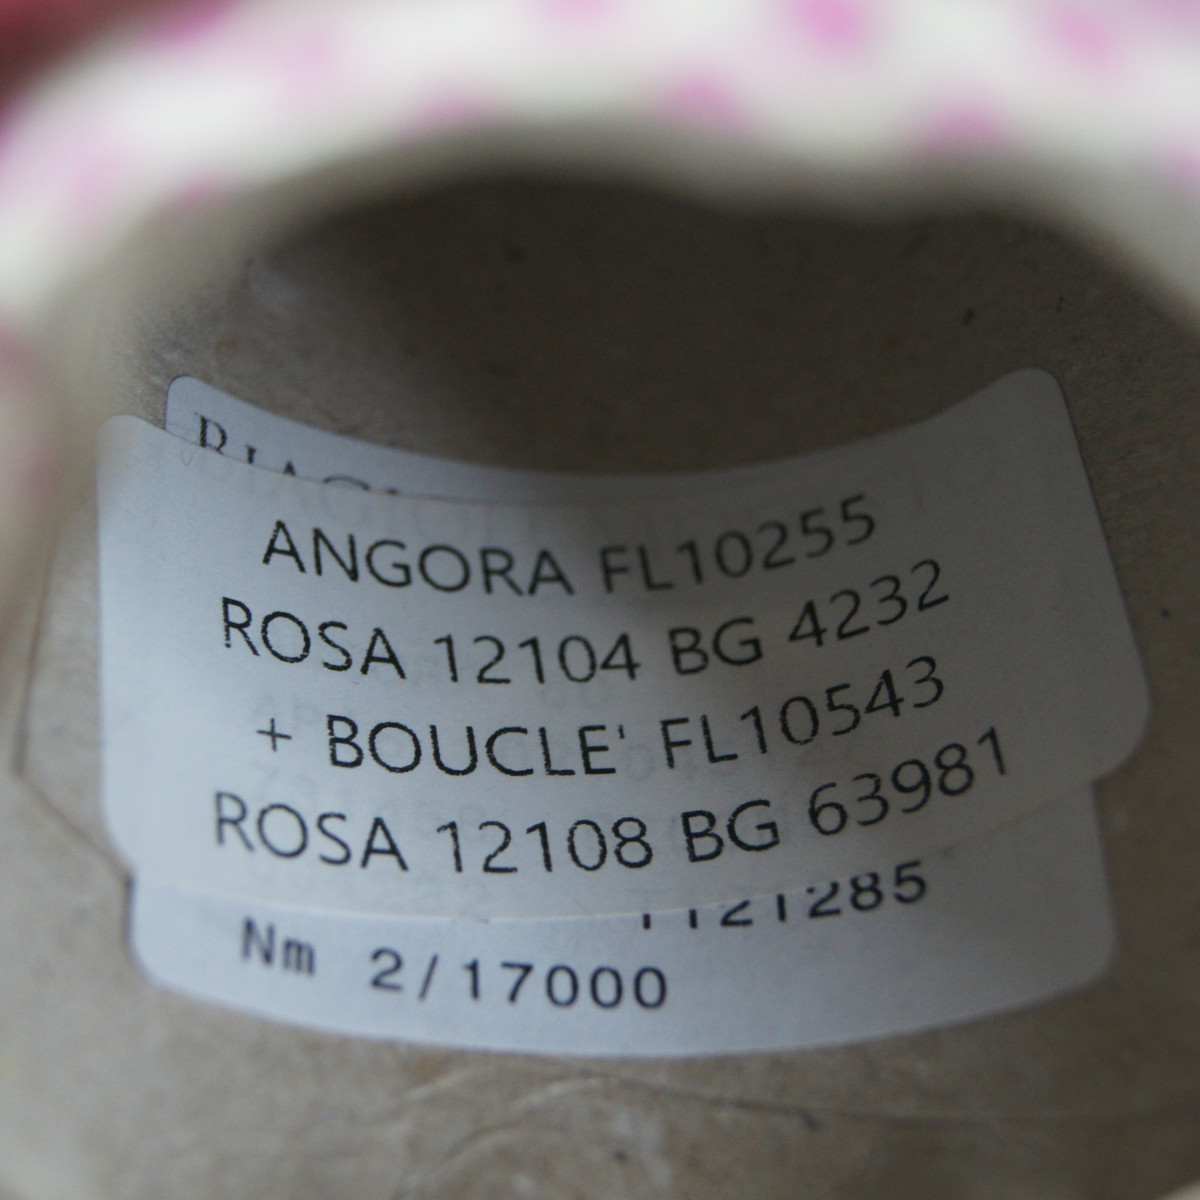 ANGORA FL10255
ROSA 12104 BG 4232
+ BOUCLE' FL10543
ROSA 12108 BG 63981
Nm 2/17000